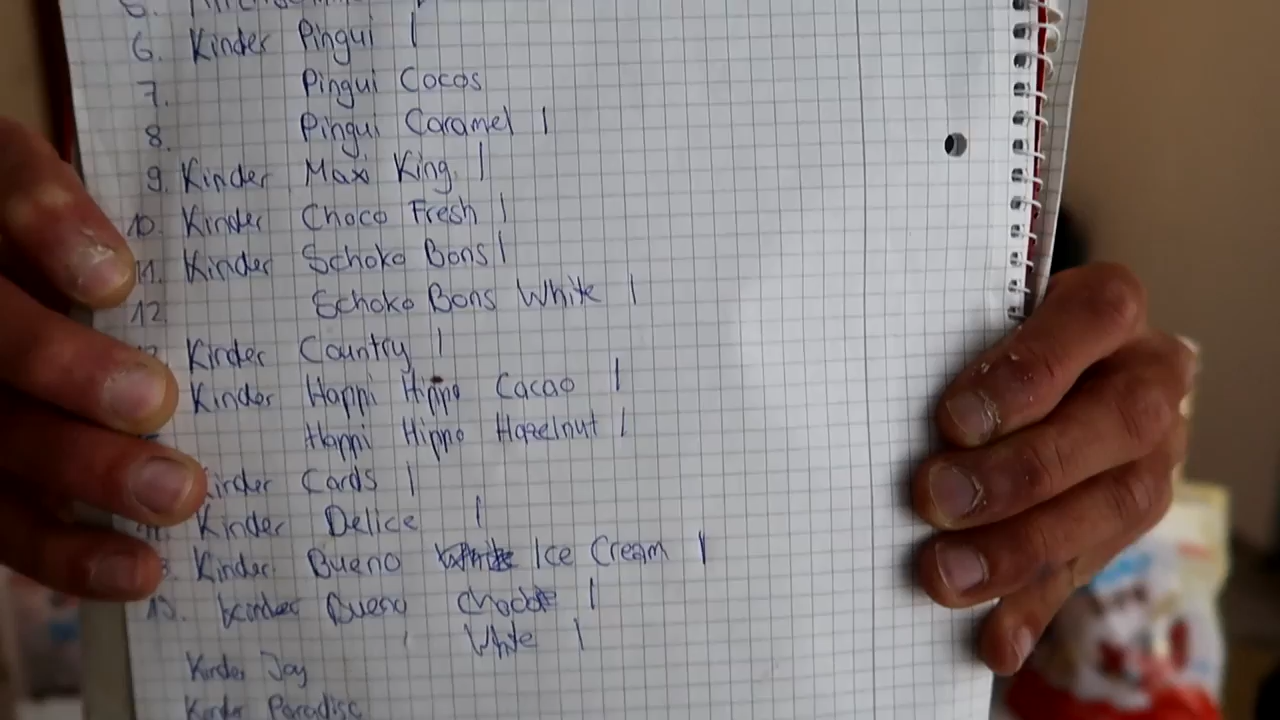 6. Kinder Pingui |
7. Pingui Cocos
8. Pingui Caramel |
9. Kinder Maxi King |
10. Kinder Choco Fresh |
11. Kinder Schoko Bons |
12 Schoko Bons White |
Kinder Country |
Kinder Happi Hippo Cacao |
Happi Hippo Hazelnut |
Kinder Cards |
Kinder Delice |
Kinder Bueno White Ice Cream |
Kinder Bueno |
White |
Kinder Joy
Kinder Paradisc